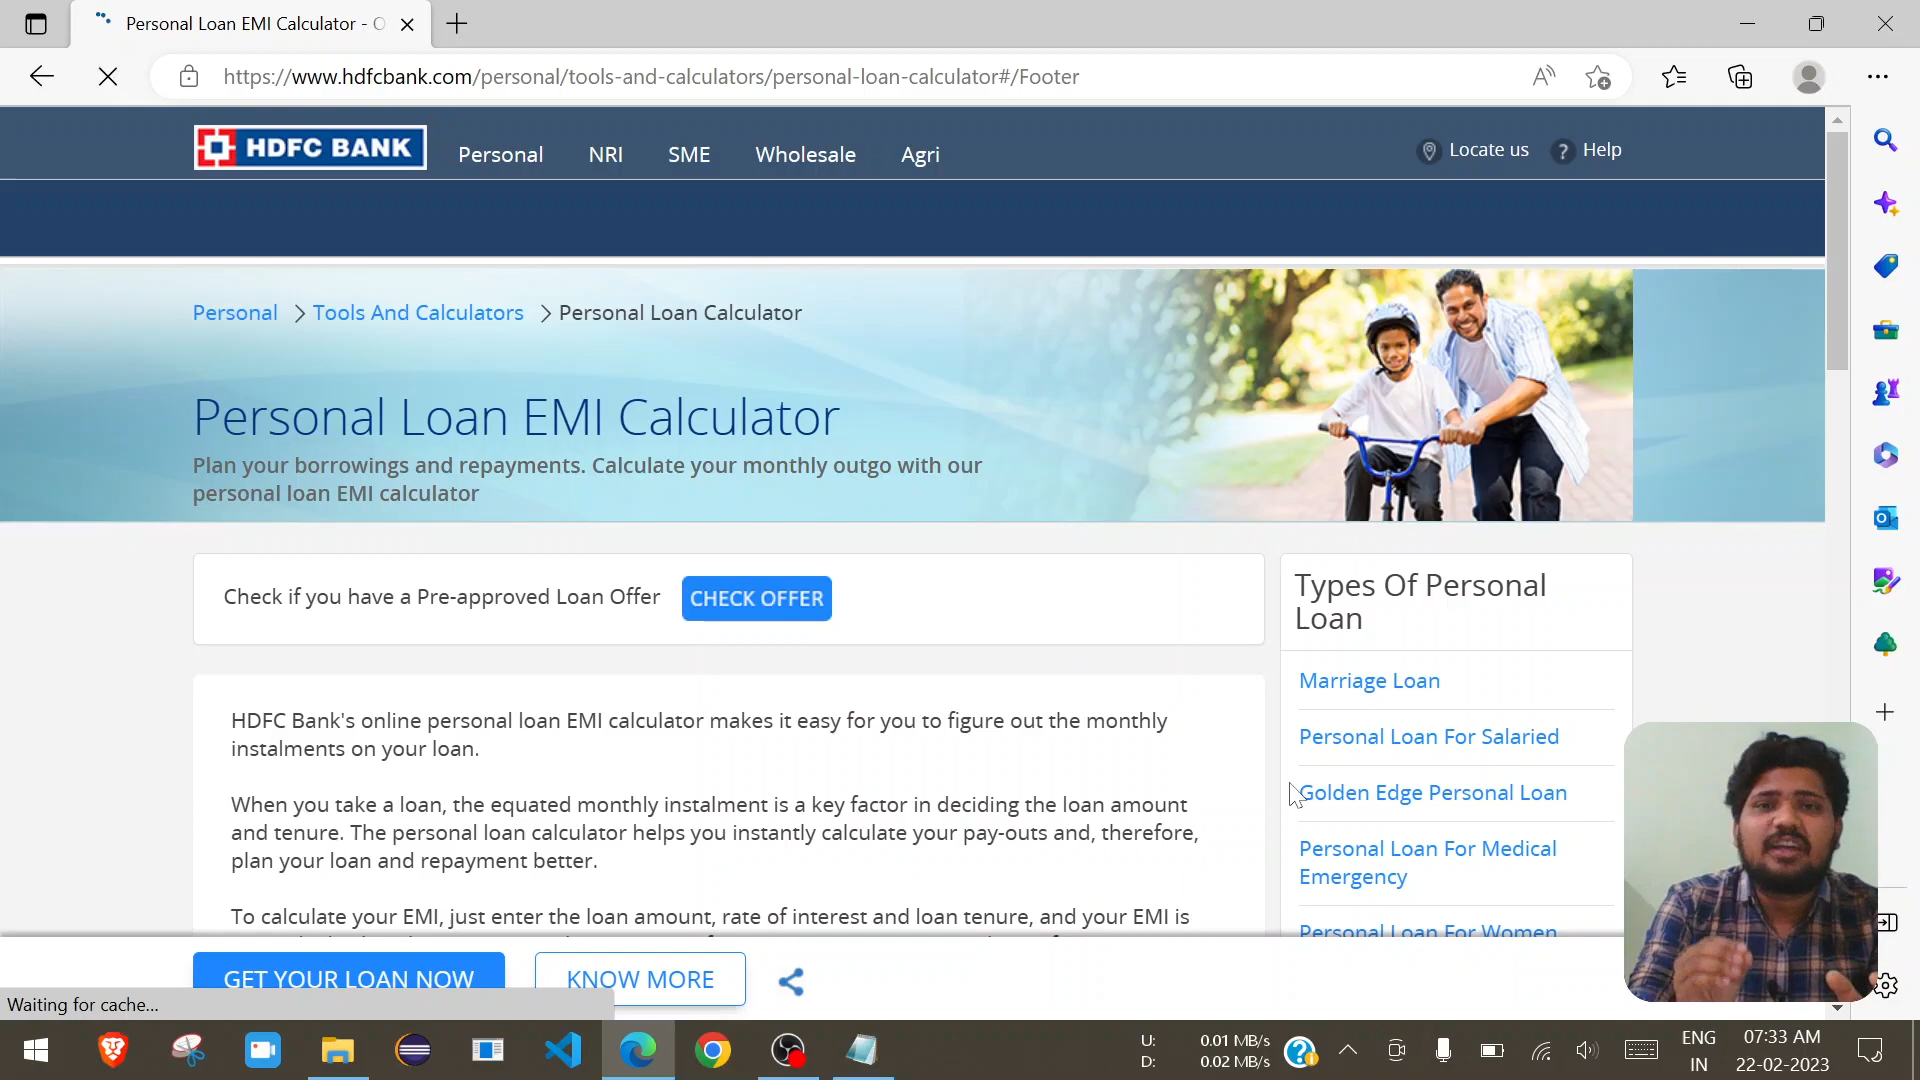 Personal Loan EMI Calculator - O
https://www.hdfcbank.com/personal/tools-and-calculators/personal-loan-calculator#/Footer
HDFC BANK
Personal
NRI
SME
Wholesale
Agri
Locate us
? Help
Personal > Tools And Calculators > Personal Loan Calculator
Personal Loan EMI Calculator
Plan your borrowings and repayments. Calculate your monthly outgo with our
personal loan EMI calculator
Check if you have a Pre-approved Loan Offer
CHECK OFFER
HDFC Bank's online personal loan EMI calculator makes it easy for you to figure out the monthly
instalments on your loan.
When you take a loan, the equated monthly instalment is a key factor in deciding the loan amount
and tenure. The personal loan calculator helps you instantly calculate your pay-outs and, therefore,
plan your loan and repayment better.
To calculate your EMI, just enter the loan amount, rate of interest and loan tenure, and your EMI is
Types Of Personal
Loan
Marriage Loan
Personal Loan For Salaried
Golden Edge Personal Loan
Personal Loan For Medical
Emergency
Personal Loan For Women
GET YOUR LOAN NOW
KNOW MORE
Waiting for cache...
U: 0.01 MB/s
D: 0.02 MB/s
ENG
IN
07:33 AM
22-02-2023